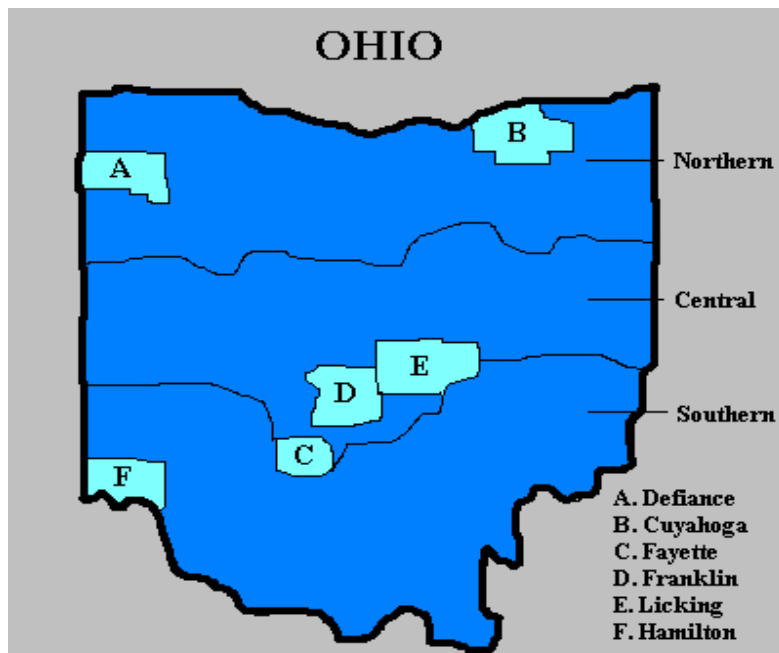 OHIO
B
A
Northern
Central
E
D
Southern
C
F
A. Defiance
B. Cuyahoga
C. Fayette
D. Franklin
E. Licking
F. Hamilton